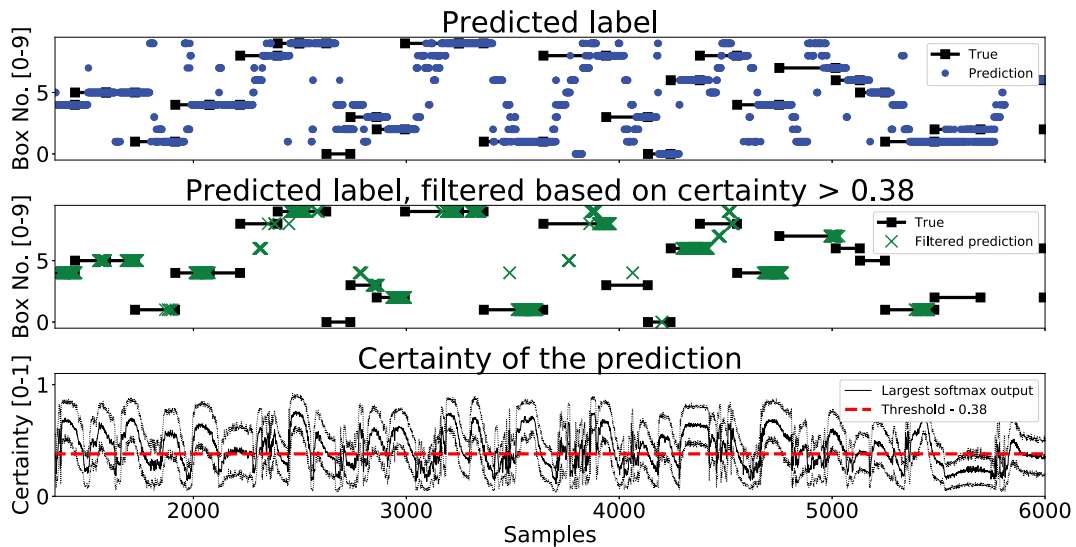 Predicted label
Box No. [0-9]
5
0
True
Prediction
Predicted label, filtered based on certainty > 0.38
Box No. [0-9]
5
0
True
Filtered prediction
Certainty of the prediction
Certainty [0-1]
1
0
Largest softmax output
Threshold - 0.38
2000 3000 4000 5000 6000
Samples